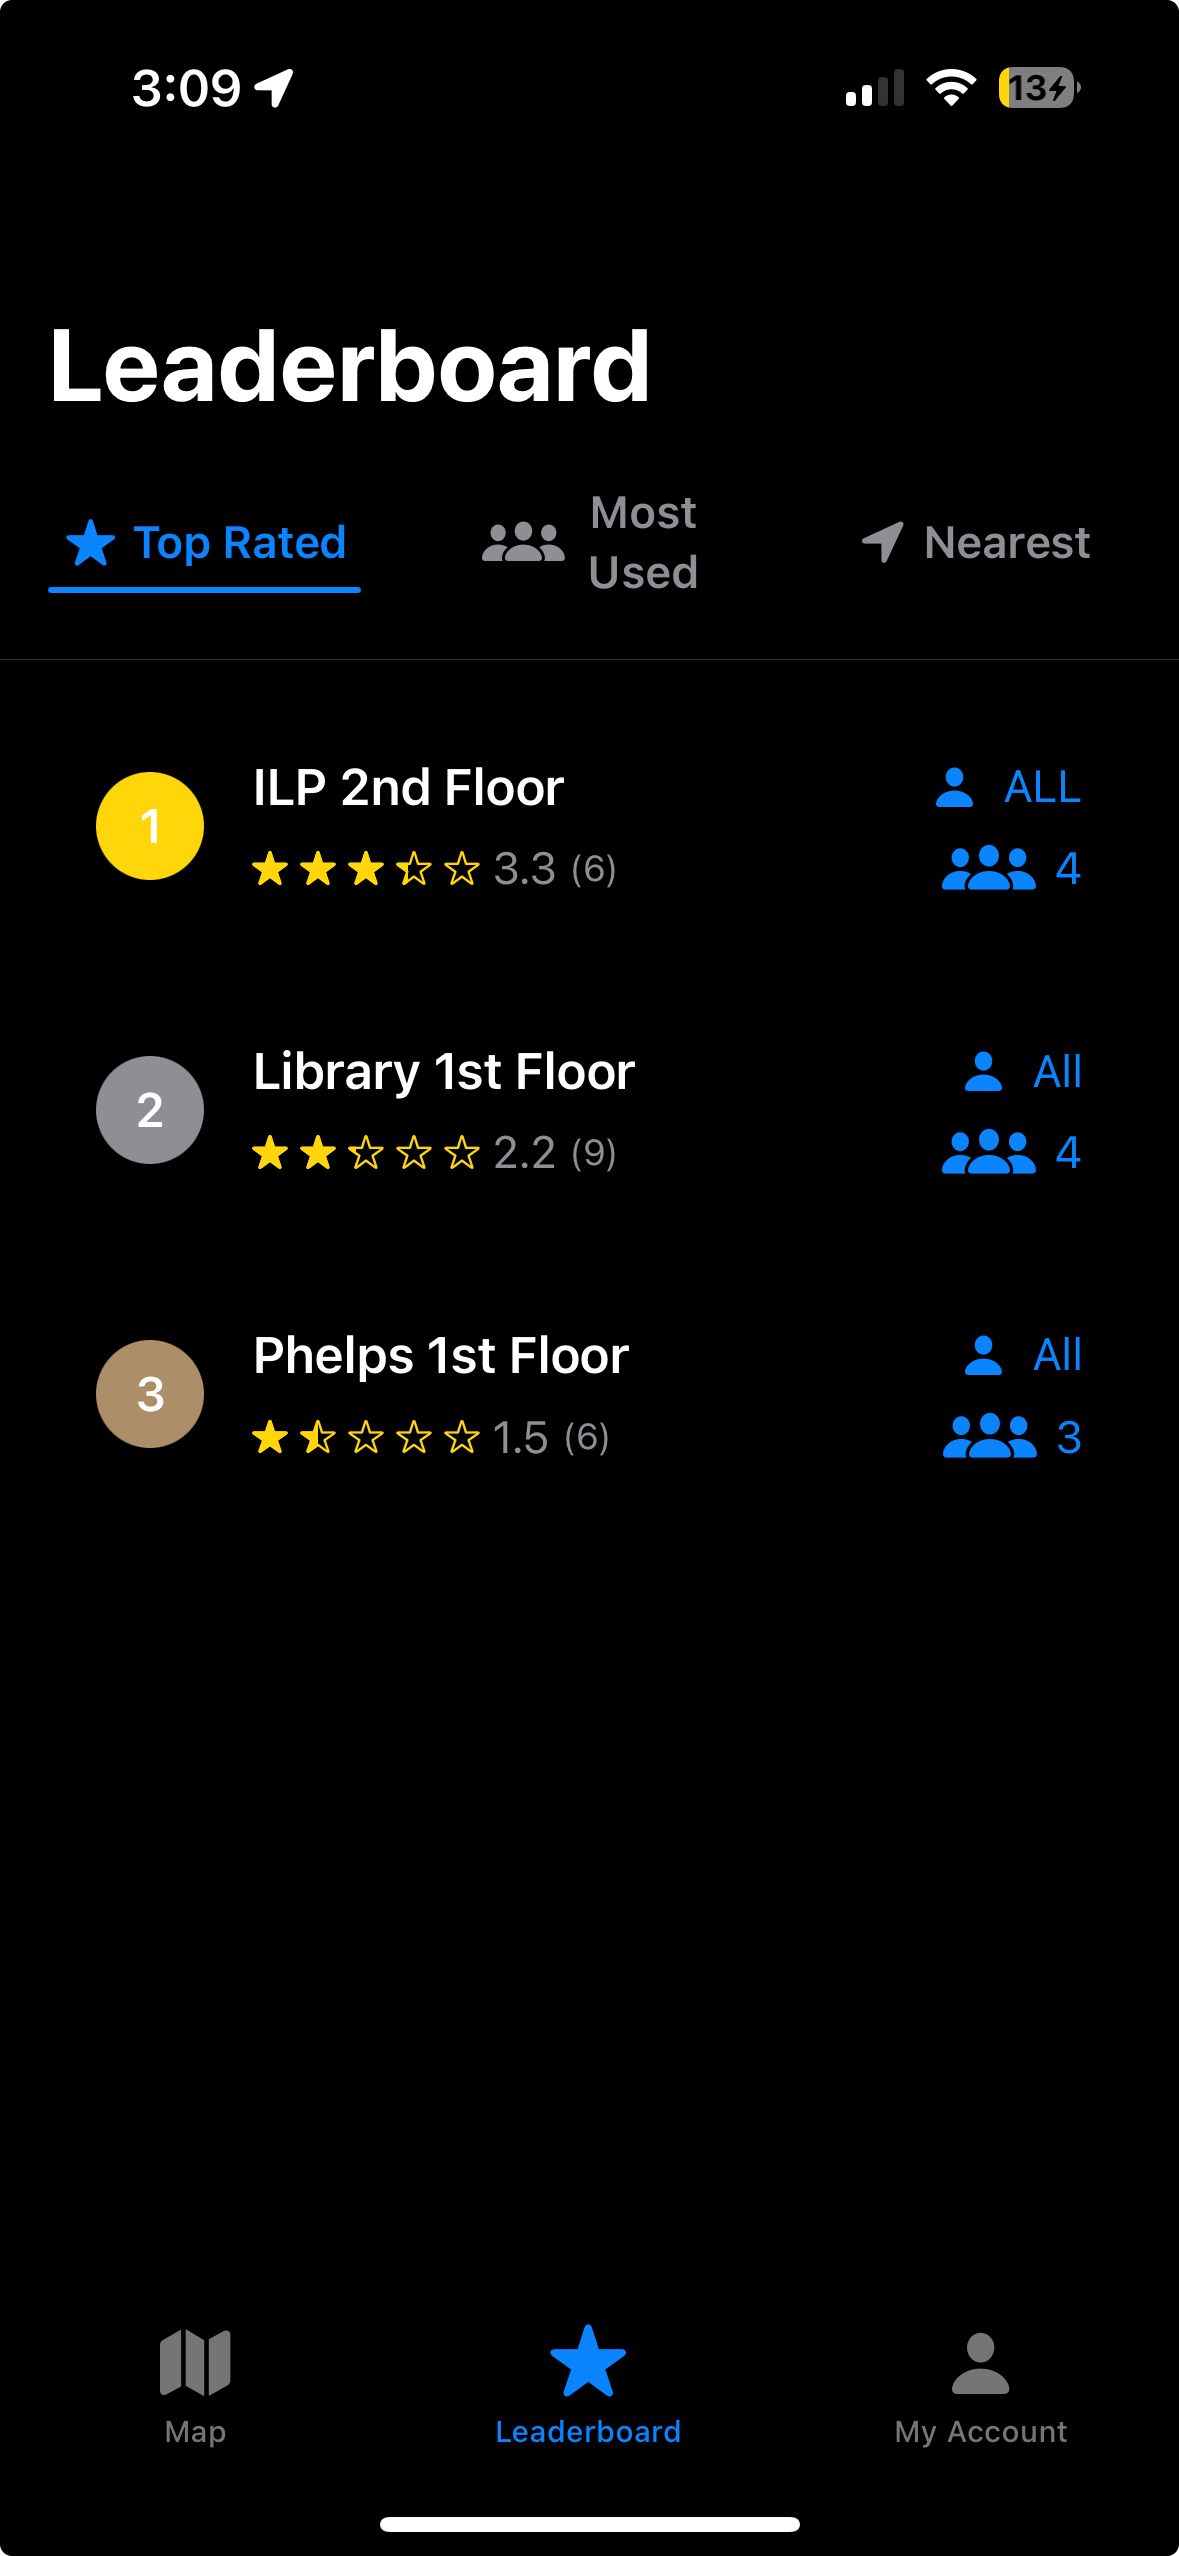 3:09
13
Leaderboard
Top Rated
Most
Used
Nearest
1
ILP 2nd Floor
ALL
3.3 (6)
4
2
Library 1st Floor
All
2.2 (9)
4
3
Phelps 1st Floor
All
1.5 (6)
3
Map
Leaderboard
My Account